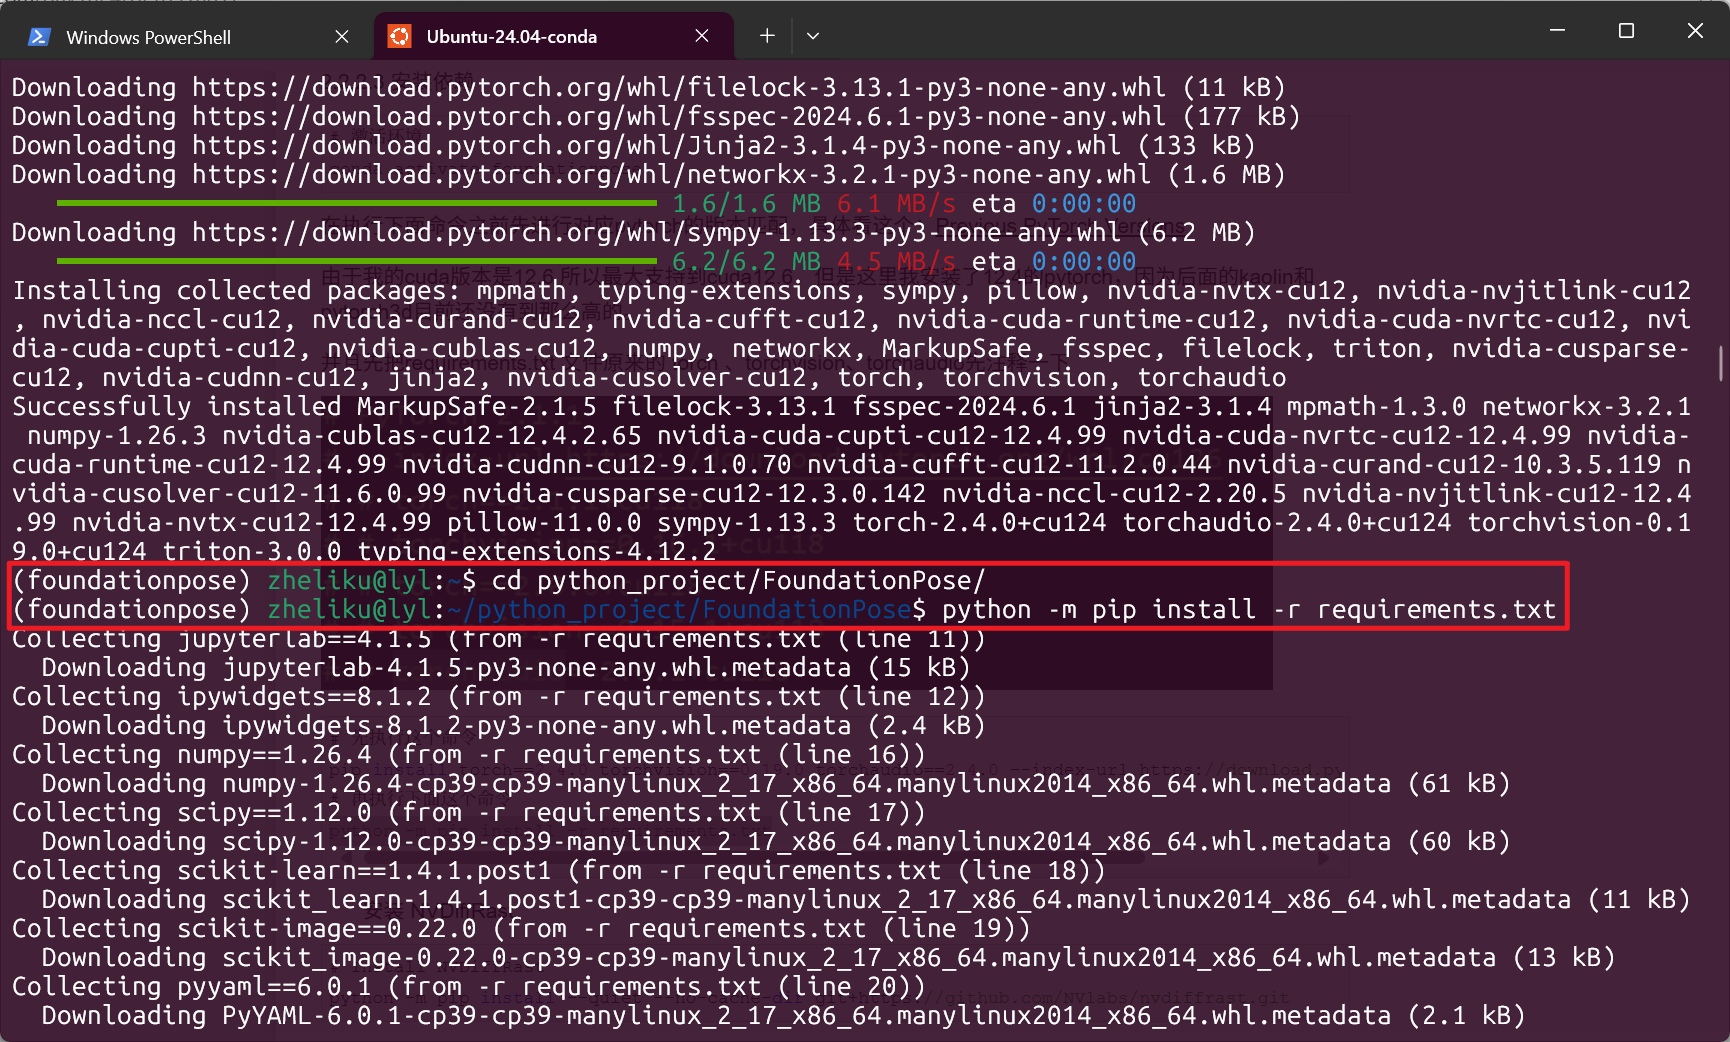 Windows PowerShell
Ubuntu-24.04-conda
Downloading https://download.pytorch.org/whl/filelock-3.13.1-py3-none-any.whl (11 kB)
Downloading https://download.pytorch.org/whl/fsspec-2024.6.1-py3-none-any.whl (177 kB)
Downloading https://download.pytorch.org/whl/Jinja2-3.1.4-py3-none-any.whl (133 kB)
Downloading https://download.pytorch.org/whl/networkx-3.2.1-py3-none-any.whl (1.6 MB)
1.6/1.6 MB 6.1 MB/s eta 0:00:00
Downloading https://download.pytorch.org/whl/sympy-1.13.3-py3-none-any.whl (6.2 MB)
6.2/6.2 MB 4.5 MB/s eta 0:00:00
Installing collected packages: mpmath, typing-extensions, sympy, pillow, nvidia-nvtx-cu12, nvidia-nvjitlink-cu12
, nvidia-nccl-cu12, nvidia-curand-cu12, nvidia-cufft-cu12, nvidia-cuda-runtime-cu12, nvidia-cuda-nvrtc-cu12, nvi
dia-cuda-cupti-cu12, nvidia-cublas-cu12, numpy, networkx, MarkupSafe, fsspec, filelock, triton, nvidia-cusparse-
cu12, nvidia-cudnn-cu12, jinja2, nvidia-cusolver-cu12, torch, torchvision, torchaudio
Successfully installed MarkupSafe-2.1.5 filelock-3.13.1 fsspec-2024.6.1 jinja2-3.1.4 mpmath-1.3.0 networkx-3.2.1
numpy-1.26.3 nvidia-cublas-cu12-12.4.2.65 nvidia-cuda-cupti-cu12-12.4.99 nvidia-cuda-nvrtc-cu12-12.4.99 nvidia-
cuda-runtime-cu12-12.4.99 nvidia-cudnn-cu12-9.1.0.70 nvidia-cufft-cu12-11.2.0.44 nvidia-curand-cu12-10.3.5.119 n
vidia-cusolver-cu12-11.6.0.99 nvidia-cusparse-cu12-12.3.0.142 nvidia-nccl-cu12-2.20.5 nvidia-nvjitlink-cu12-12.4
.99 nvidia-nvtx-cu12-12.4.99 pillow-11.0.0 sympy-1.13.3 torch-2.4.0+cu124 torchaudio-2.4.0+cu124 torchvision-0.1
9.0+cu124 triton-3.0.0 typing-extensions-4.12.2
(foundationpose) zheliku@lyl:~$ cd python_project/FoundationPose/
(foundationpose) zheliku@lyl:~/python_project/FoundationPose$ python -m pip install -r requirements.txt
Collecting jupyterlab==4.1.5 (from -r requirements.txt (line 11))
Downloading jupyterlab-4.1.5-py3-none-any.whl.metadata (15 kB)
Collecting ipywidgets==8.1.2 (from -r requirements.txt (line 12))
Downloading ipywidgets-8.1.2-py3-none-any.whl.metadata (2.4 kB)
Collecting numpy==1.26.4 (from -r requirements.txt (line 16))
Downloading numpy-1.26.4-cp39-cp39-manylinux_2_17_x86_64.manylinux2014_x86_64.whl.metadata (61 kB)
Collecting scipy==1.12.0 (from -r requirements.txt (line 17))
Downloading scipy-1.12.0-cp39-cp39-manylinux_2_17_x86_64.manylinux2014_x86_64.whl.metadata (60 kB)
Collecting scikit-learn==1.4.1.post1 (from -r requirements.txt (line 18))
Downloading scikit_learn-1.4.1.post1-cp39-cp39-manylinux_2_17_x86_64.manylinux2014_x86_64.whl.metadata (11 kB)
Collecting scikit-image==0.22.0 (from -r requirements.txt (line 19))
Downloading scikit_image-0.22.0-cp39-cp39-manylinux_2_17_x86_64.manylinux2014_x86_64.whl.metadata (13 kB)
Collecting pyyaml==6.0.1 (from -r requirements.txt (line 20))
Downloading PyYAML-6.0.1-cp39-cp39-manylinux_2_17_x86_64.manylinux2014_x86_64.whl.metadata (2.1 kB)